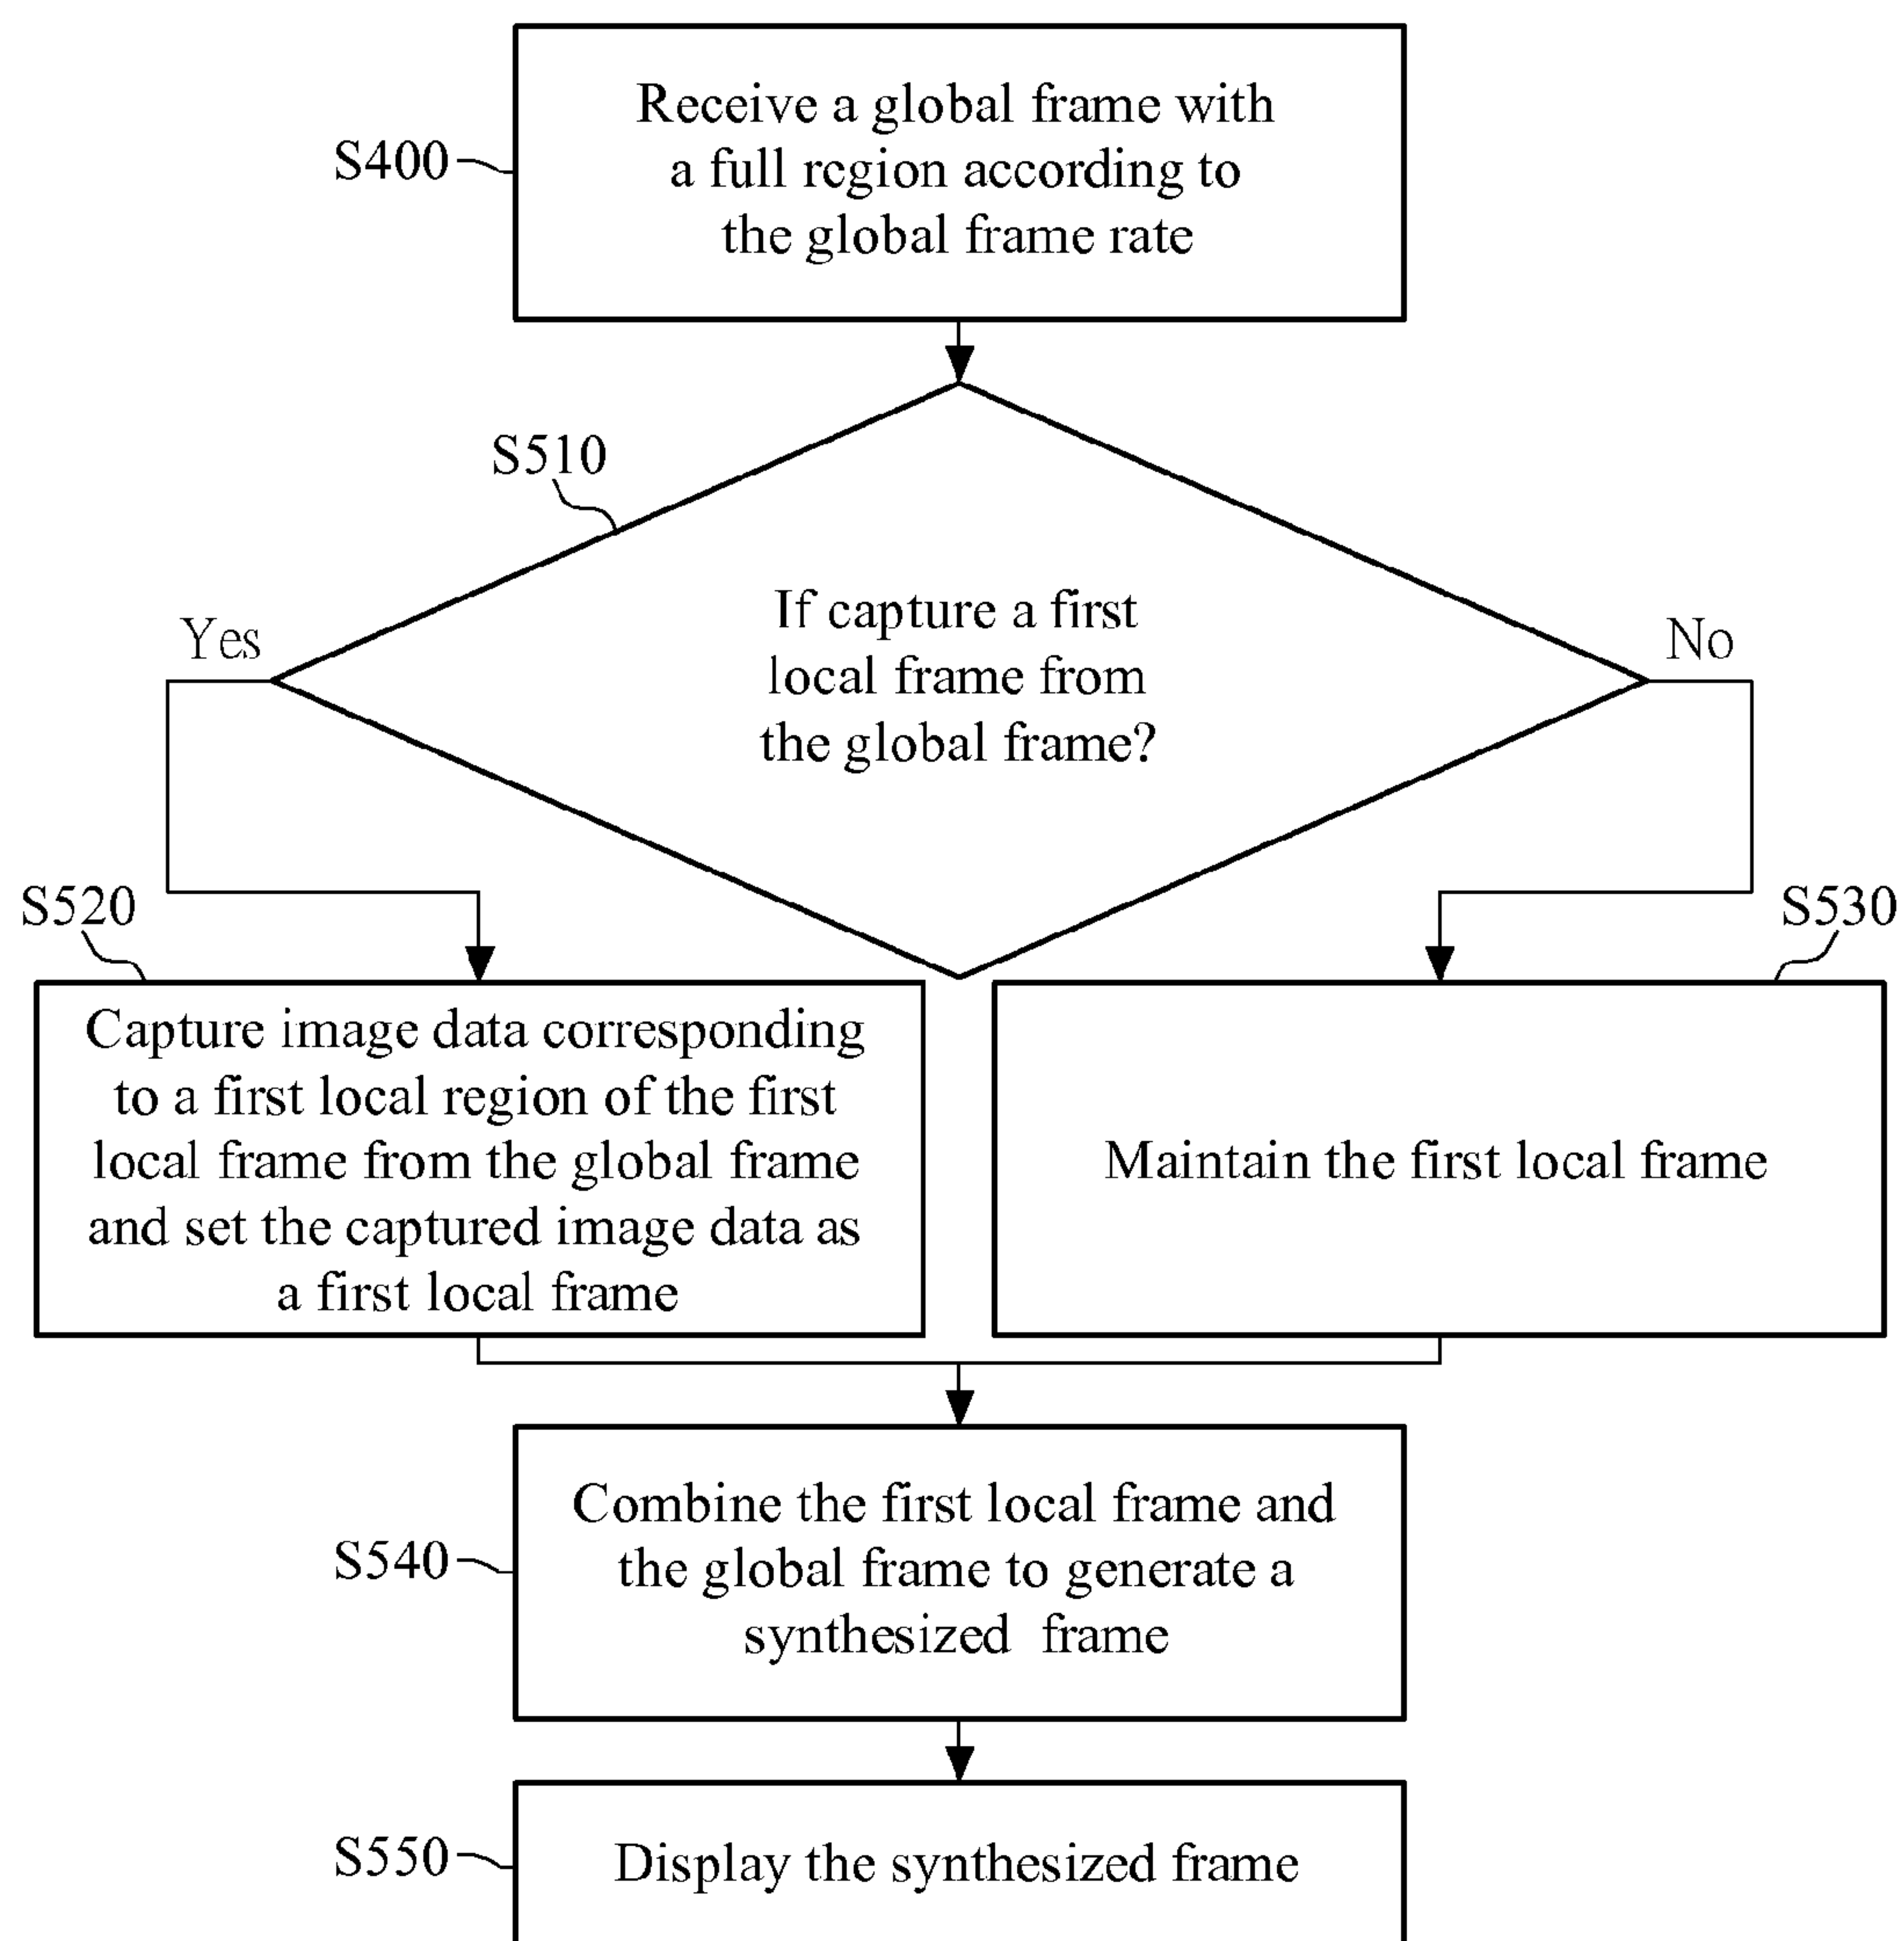 Receive a global frame with
a full region according to
the global frame rate
S400
S510
If capture a first
local frame from
the global frame?
Yes
No
S520
S530
Capture image data corresponding
to a first local region of the first
local frame from the global frame
and set the captured image data as
a first local frame
Maintain the first local frame
Combine the first local frame and
the global frame to generate a
synthesized frame
S540
S550
Display the synthesized frame